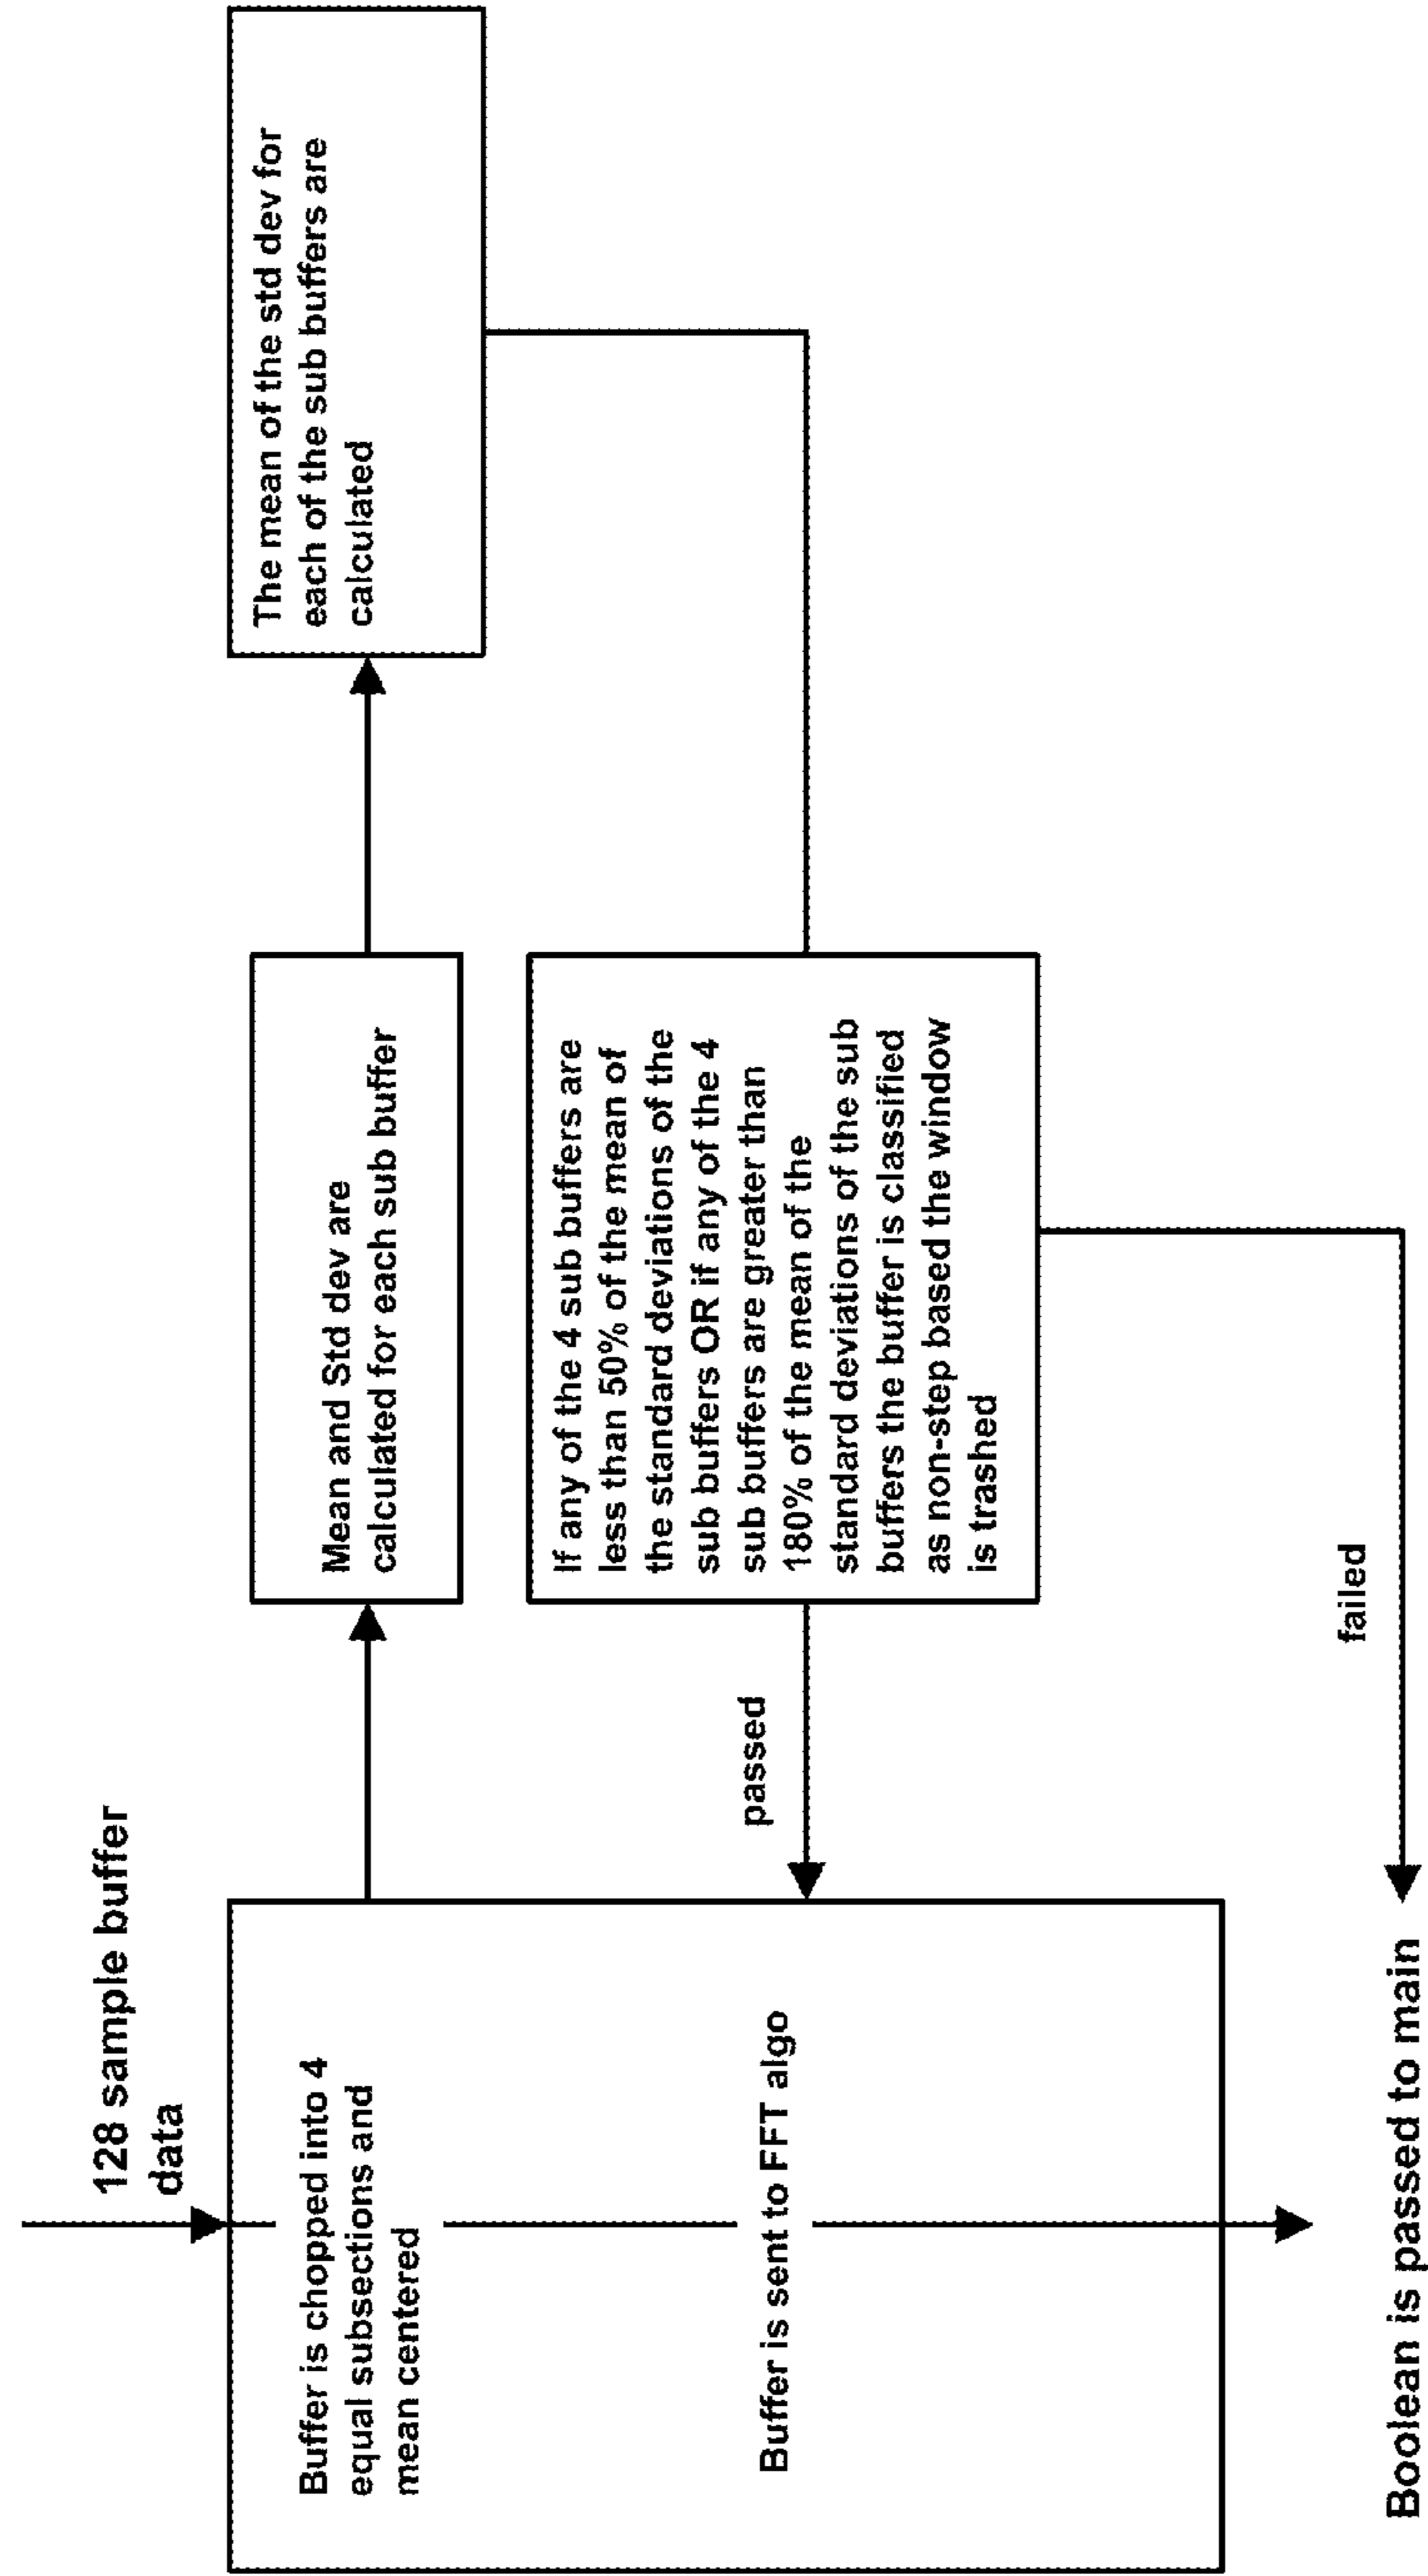 128 sample buffer
data
Buffer is chopped into 4
equal subsections and
mean centered
Mean and Std dev are
calculated for each sub buffer
The mean of the std dev for
each of the sub buffers are
calculated
If any of the 4 sub buffers are
less than 50% of the mean of
the standard deviations of the
sub buffers OR if any of the 4
sub buffers are greater than
180% of the mean of the
standard deviations of the sub
buffers the buffer is classified
as non-step based the window
is trashed
passed
Buffer is sent to FFT algo
failed
Boolean is passed to main